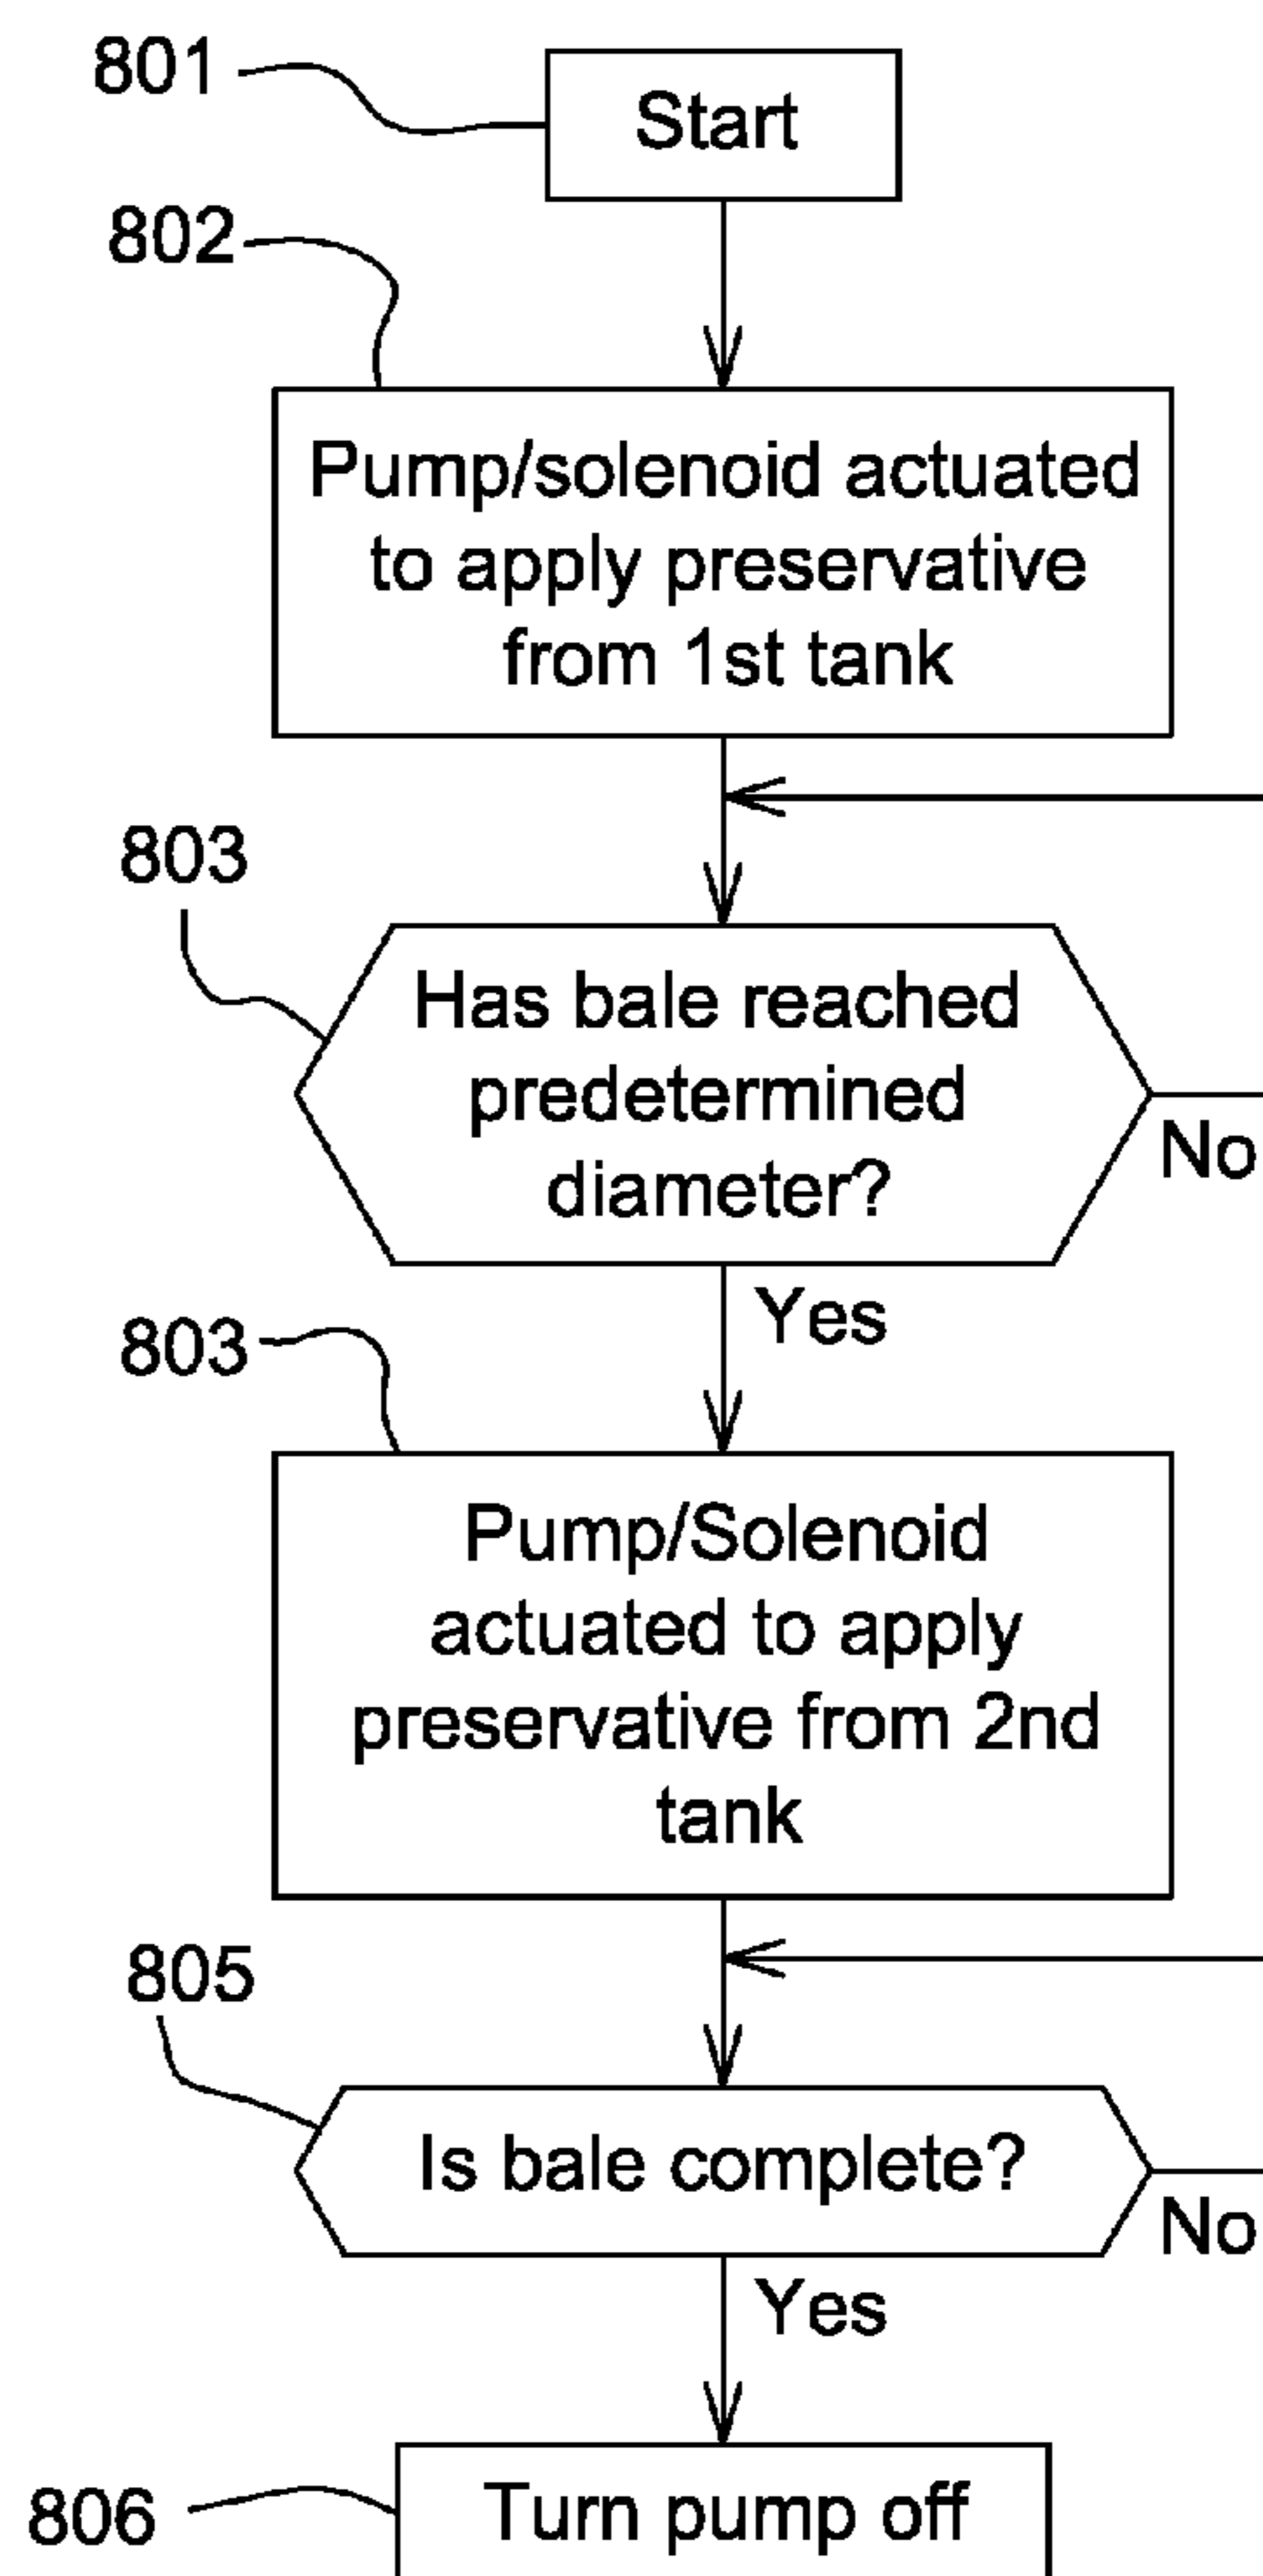 801
Start
802
Pump/solenoid actuated
to apply preservative
from 1st tank
803
Has bale reached
predetermined
diameter?
No
Yes
803
Pump/Solenoid
actuated to apply
preservative from 2nd
tank
805
Is bale complete?
No
Yes
806
Turn pump off